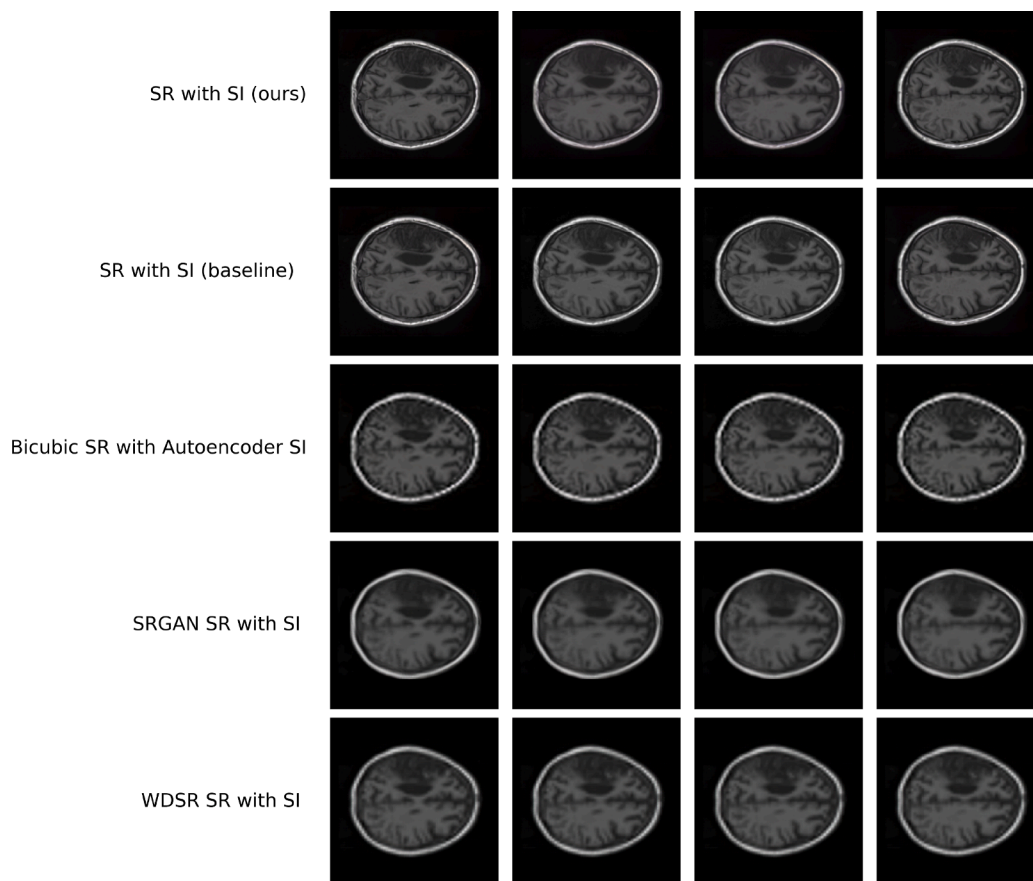 SR with SI (ours)
SR with SI (baseline)
Bicubic SR with Autoencoder SI
SRGAN SR with SI
WDSR SR with SI